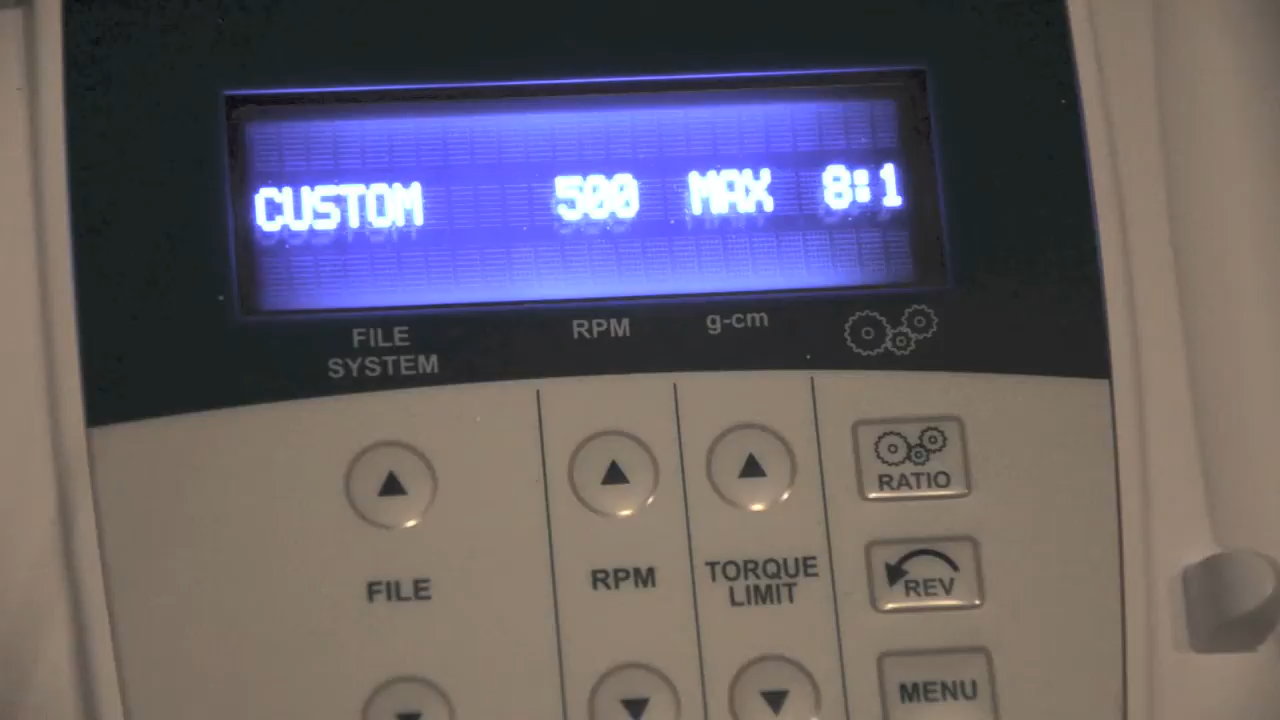 CUSTOM 500 MAX 8:1
FILE SYSTEM
RPM
g-cm
RATIO
FILE
RPM
TORQUE LIMIT
REV
MENU